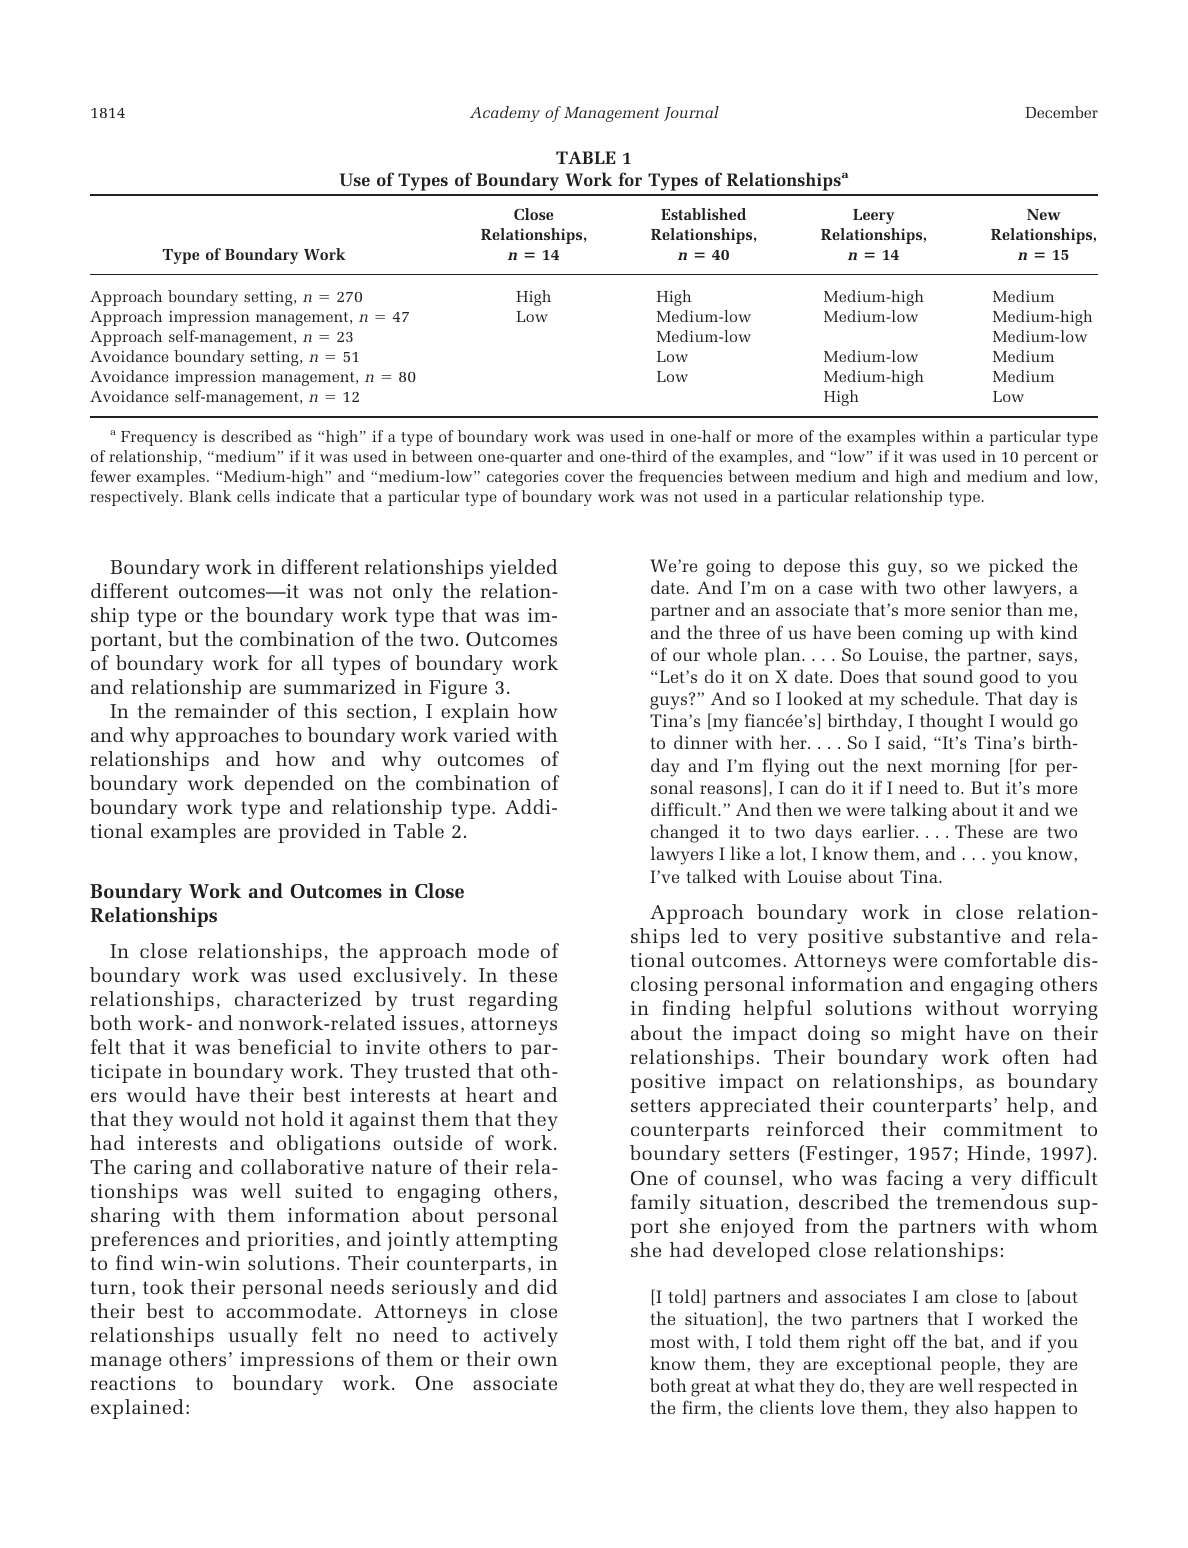 1814 Academy of Management Journal December
TABLE 1
Use of Types of Boundary Work for Types of Relationshipsa
Type of Boundary Work Close Relationships, n = 14 Established Relationships, n = 40 Leery Relationships, n = 14 New Relationships, n = 15
Approach boundary setting, n = 270 High High Medium-high Medium
Approach impression management, n = 47 Low Medium-low Medium-low Medium-high
Approach self-management, n = 23 Medium-low Medium-low
Avoidance boundary setting, n = 51 Low Medium-low Medium
Avoidance impression management, n = 80 Low Medium-high Medium
Avoidance self-management, n = 12 High Low
a Frequency is described as “high” if a type of boundary work was used in one-half or more of the examples within a particular type
of relationship, “medium” if it was used in between one-quarter and one-third of the examples, and “low” if it was used in 10 percent or
fewer examples. “Medium-high” and “medium-low” categories cover the frequencies between medium and high and medium and low,
respectively. Blank cells indicate that a particular type of boundary work was not used in a particular relationship type.
Boundary work in different relationships yielded
different outcomes—it was not only the relation-
ship type or the boundary work type that was im-
portant, but the combination of the two. Outcomes
of boundary work for all types of boundary work
and relationship are summarized in Figure 3.
In the remainder of this section, I explain how
and why approaches to boundary work varied with
relationships and how and why outcomes of
boundary work depended on the combination of
boundary work type and relationship type. Addi-
tional examples are provided in Table 2.
Boundary Work and Outcomes in Close
Relationships
In close relationships, the approach mode of
boundary work was used exclusively. In these
relationships, characterized by trust regarding
both work- and nonwork-related issues, attorneys
felt that it was beneficial to invite others to par-
ticipate in boundary work. They trusted that oth-
ers would have their best interests at heart and
that they would not hold it against them that they
had interests and obligations outside of work.
The caring and collaborative nature of their rela-
tionships was well suited to engaging others,
sharing with them information about personal
preferences and priorities, and jointly attempting
to find win-win solutions. Their counterparts, in
turn, took their personal needs seriously and did
their best to accommodate. Attorneys in close
relationships usually felt no need to actively
manage others’ impressions of them or their own
reactions to boundary work. One associate
explained:
We’re going to depose this guy, so we picked the
date. And I’m on a case with two other lawyers, a
partner and an associate that’s more senior than me,
and the three of us have been coming up with kind
of our whole plan. . . . So Louise, the partner, says,
“Let’s do it on X date. Does that sound good to you
guys?” And so I looked at my schedule. That day is
Tina’s [my fiancée’s] birthday, I thought I would go
to dinner with her. . . . So I said, “It’s Tina’s birth-
day and I’m flying out the next morning [for per-
sonal reasons], I can do it if I need to. But it’s more
difficult.” And then we were talking about it and we
changed it to two days earlier. . . . These are two
lawyers I like a lot, I know them, and . . . you know,
I’ve talked with Louise about Tina.
Approach boundary work in close relation-
ships led to very positive substantive and rela-
tional outcomes. Attorneys were comfortable dis-
closing personal information and engaging others
in finding helpful solutions without worrying
about the impact doing so might have on their
relationships. Their boundary work often had
positive impact on relationships, as boundary
setters appreciated their counterparts’ help, and
counterparts reinforced their commitment to
boundary setters (Festinger, 1957; Hinde, 1997).
One of counsel, who was facing a very difficult
family situation, described the tremendous sup-
port she enjoyed from the partners with whom
she had developed close relationships:
[I told] partners and associates I am close to [about
the situation], the two partners that I worked the
most with, I told them right off the bat, and if you
know them, they are exceptional people, they are
both great at what they do, they are well respected in
the firm, the clients love them, they also happen to